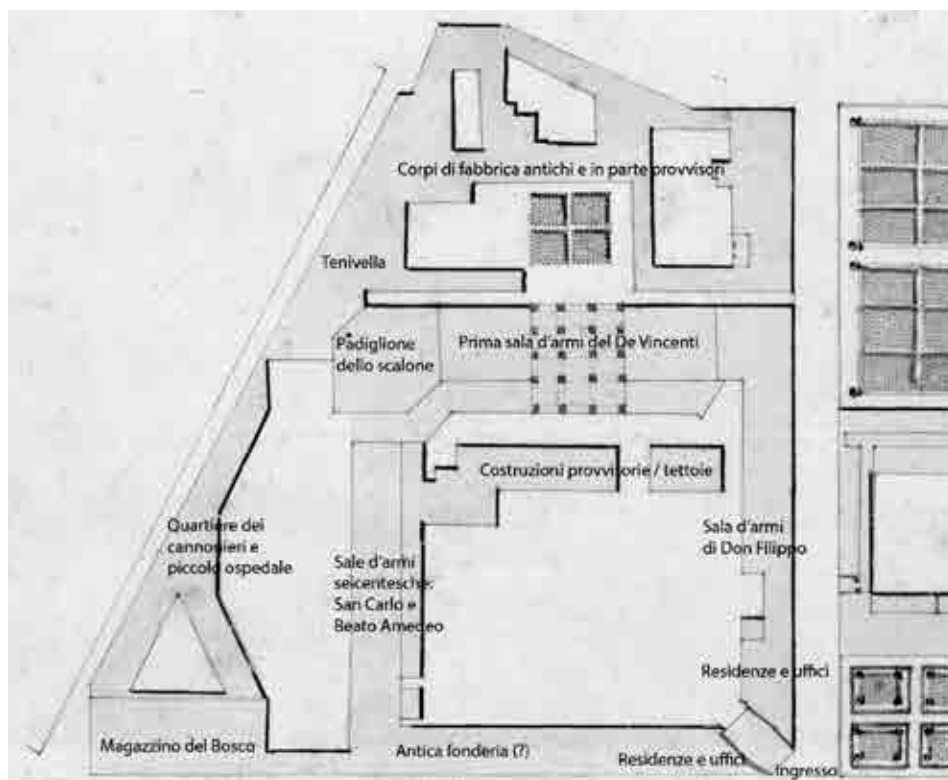 Corpi di fabbrica antichi e in parte provvisori
Tenivella
Padiglione
dello scalone
Prima sala d'armi del De Vincenti
Costruzioni provvisorie / tettoie
Quartiere dei
cannonieri e
piccolo ospedale
Sale d'armi
seicentesche:
San Carlo e
Beato Amedeo
Sala d'armi
di Don Filippo
Residenze e uffici
Magazzino del Bosco
Antica fonderia (?)
Residenze e uffici
Ingresso